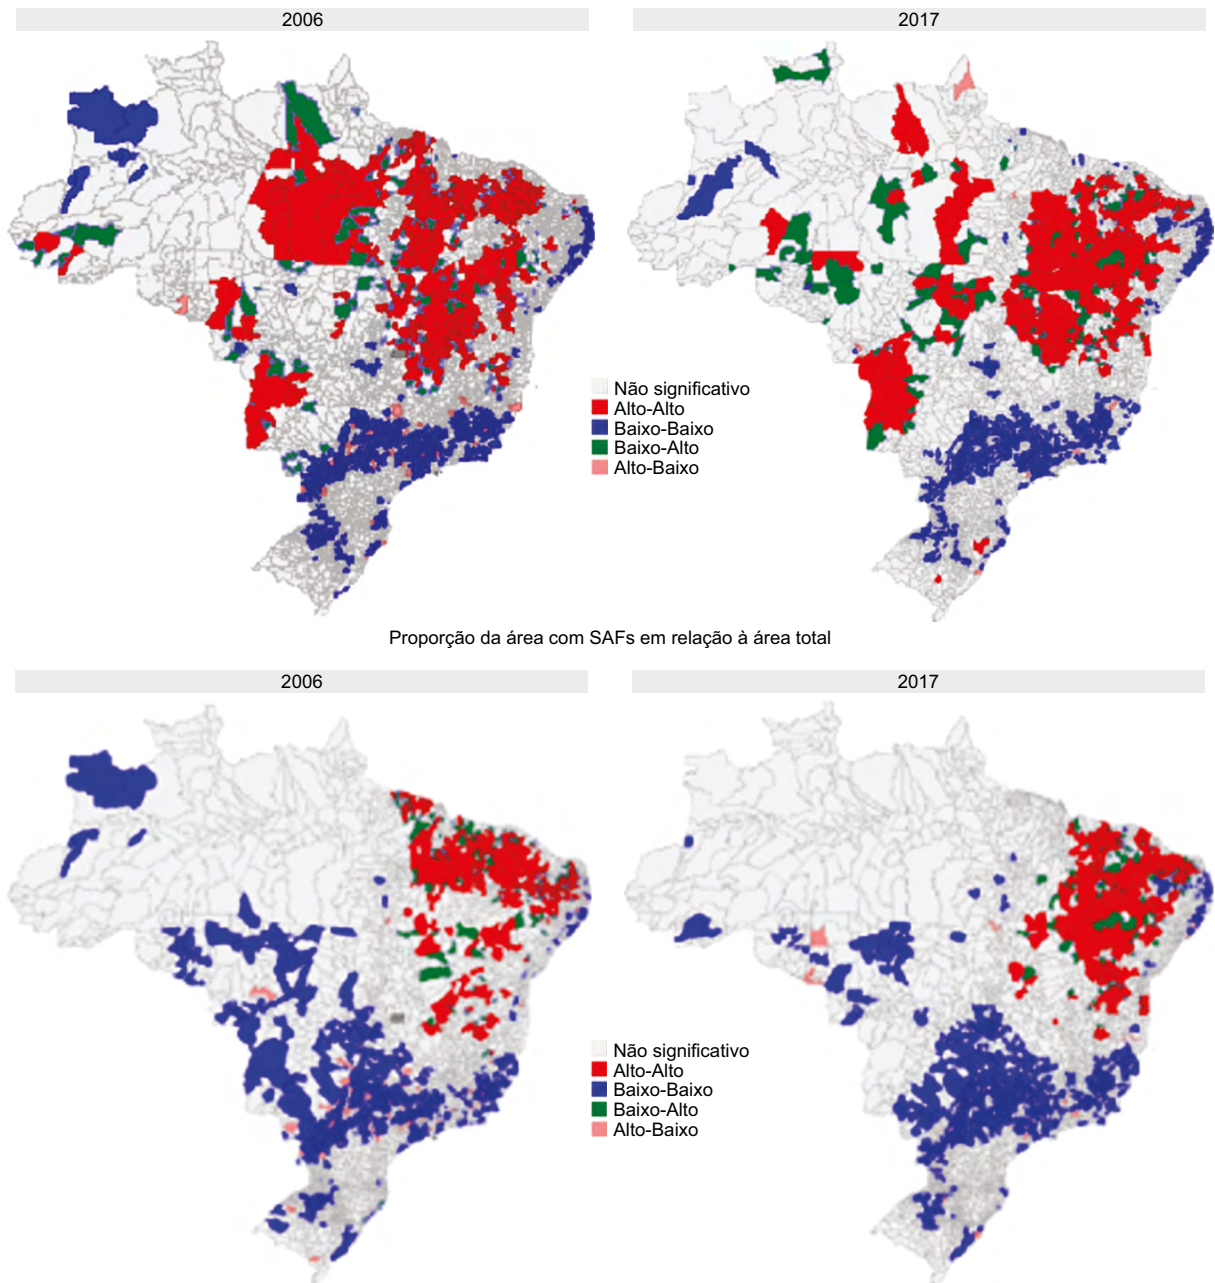 2006
2017
Não significativo
Alto-Alto
Baixo-Baixo
Baixo-Alto
Alto-Baixo
Proporção da área com SAFs em relação à área total
2006
2017
Não significativo
Alto-Alto
Baixo-Baixo
Baixo-Alto
Alto-Baixo